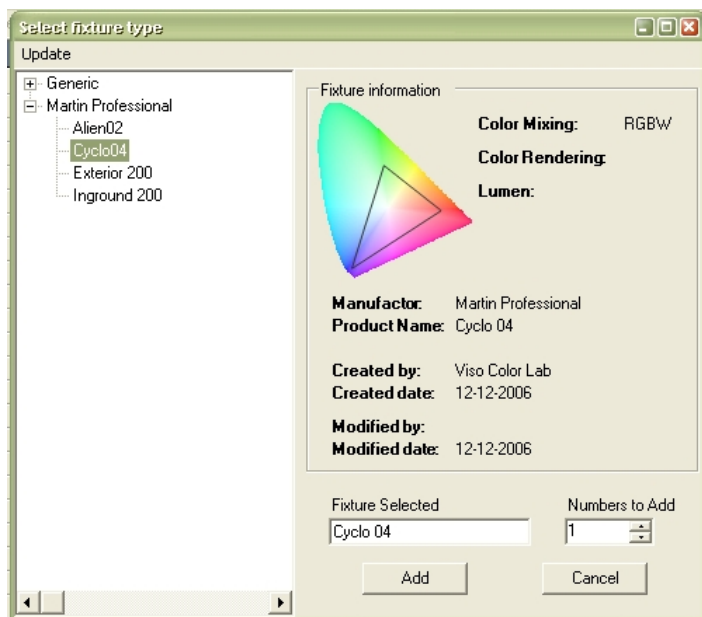 Select fixture type
Update
Generic
Martin Professional
Alien02
Cyclo04
Exterior 200
Inground 200
Fixture information
Color Mixing: RGBW
Color Rendering:
Lumen:
Manufactor: Martin Professional
Product Name: Cyclo 04
Created by: Viso Color Lab
Created date: 12-12-2006
Modified by:
Modified date: 12-12-2006
Fixture Selected Numbers to Add
Cyclo 04 1
Add Cancel